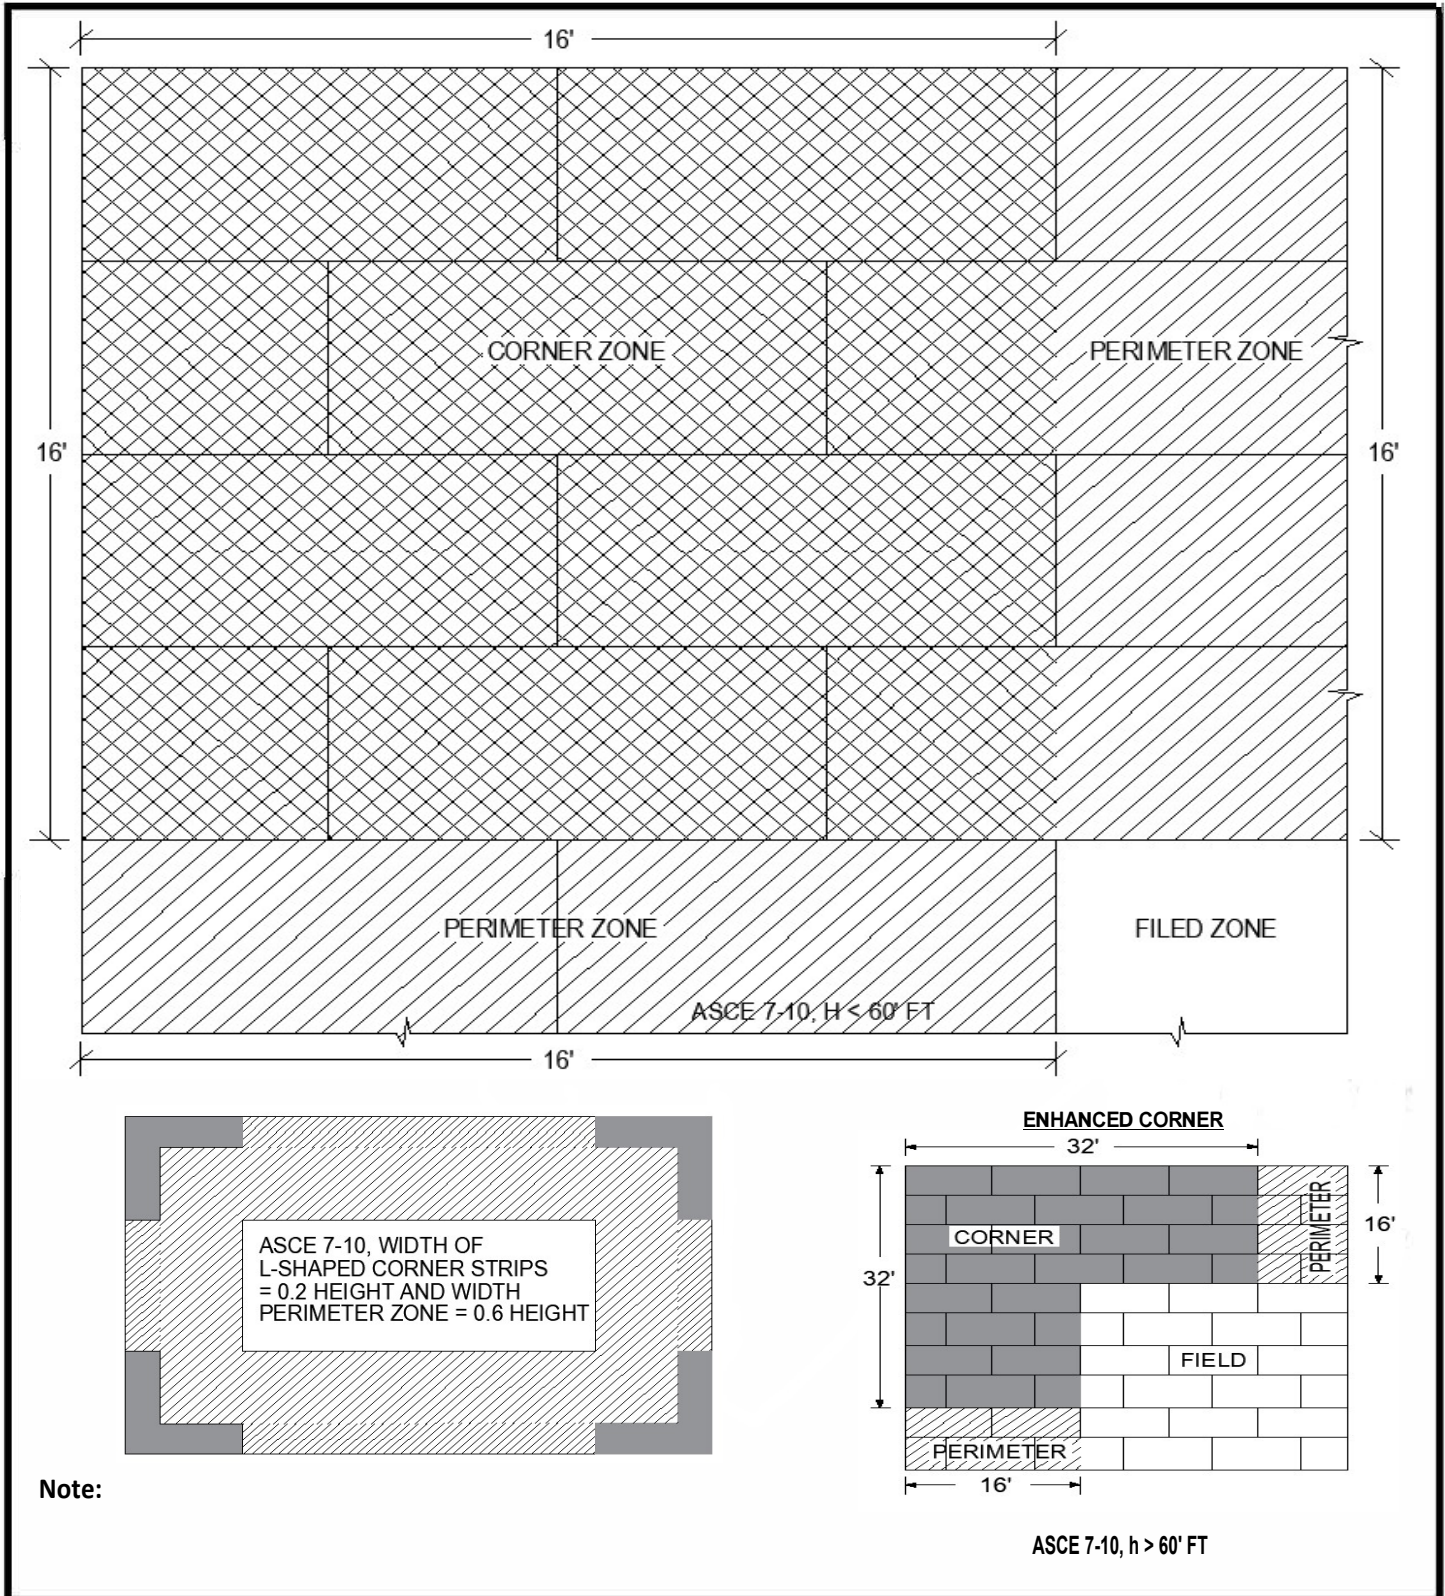 16'
16'
CORNER ZONE
PERIMETER ZONE
16'
PERIMETER ZONE
FILED ZONE
ASCE 7-10, H < 60' FT
16'
ASCE 7-10, WIDTH OF
L-SHAPED CORNER STRIPS
= 0.2 HEIGHT AND WIDTH
PERIMETER ZONE = 0.6 HEIGHT
Note:
ENHANCED CORNER
32'
PERIMETER
16'
CORNER
32'
FIELD
PERIMETER
16'
ASCE 7-10, h > 60' FT